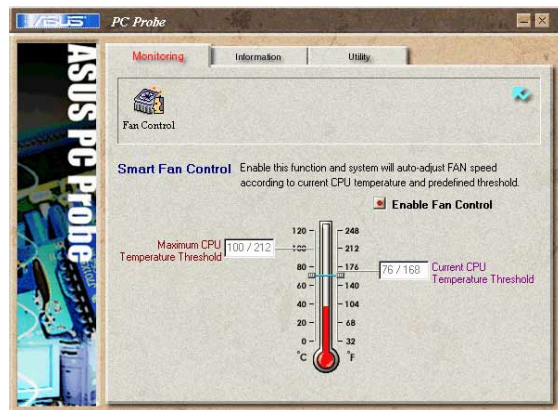 ASUS PC Probe
ASUS PC Probe
Monitoring
Information
Utility
Fan Control
Smart Fan Control
Enable this function and system will auto-adjust FAN speed
according to current CPU temperature and predefined threshold.
Enable Fan Control
Maximum CPU
Temperature Threshold
100 / 212
120
100
80
60
40
20
0
°C
248
212
176
140
104
68
32
°F
76 / 168
Current CPU
Temperature Threshold